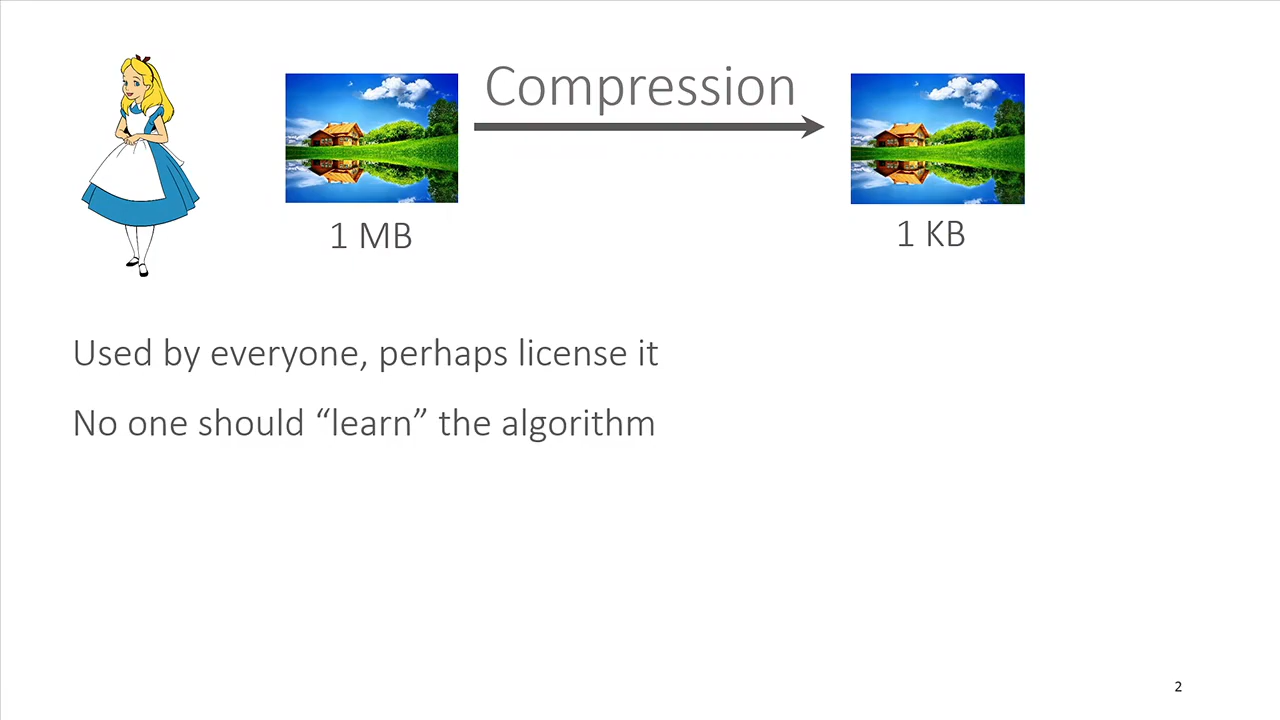 Compression
1 MB
1 KB
Used by everyone, perhaps license it
No one should “learn” the algorithm
2